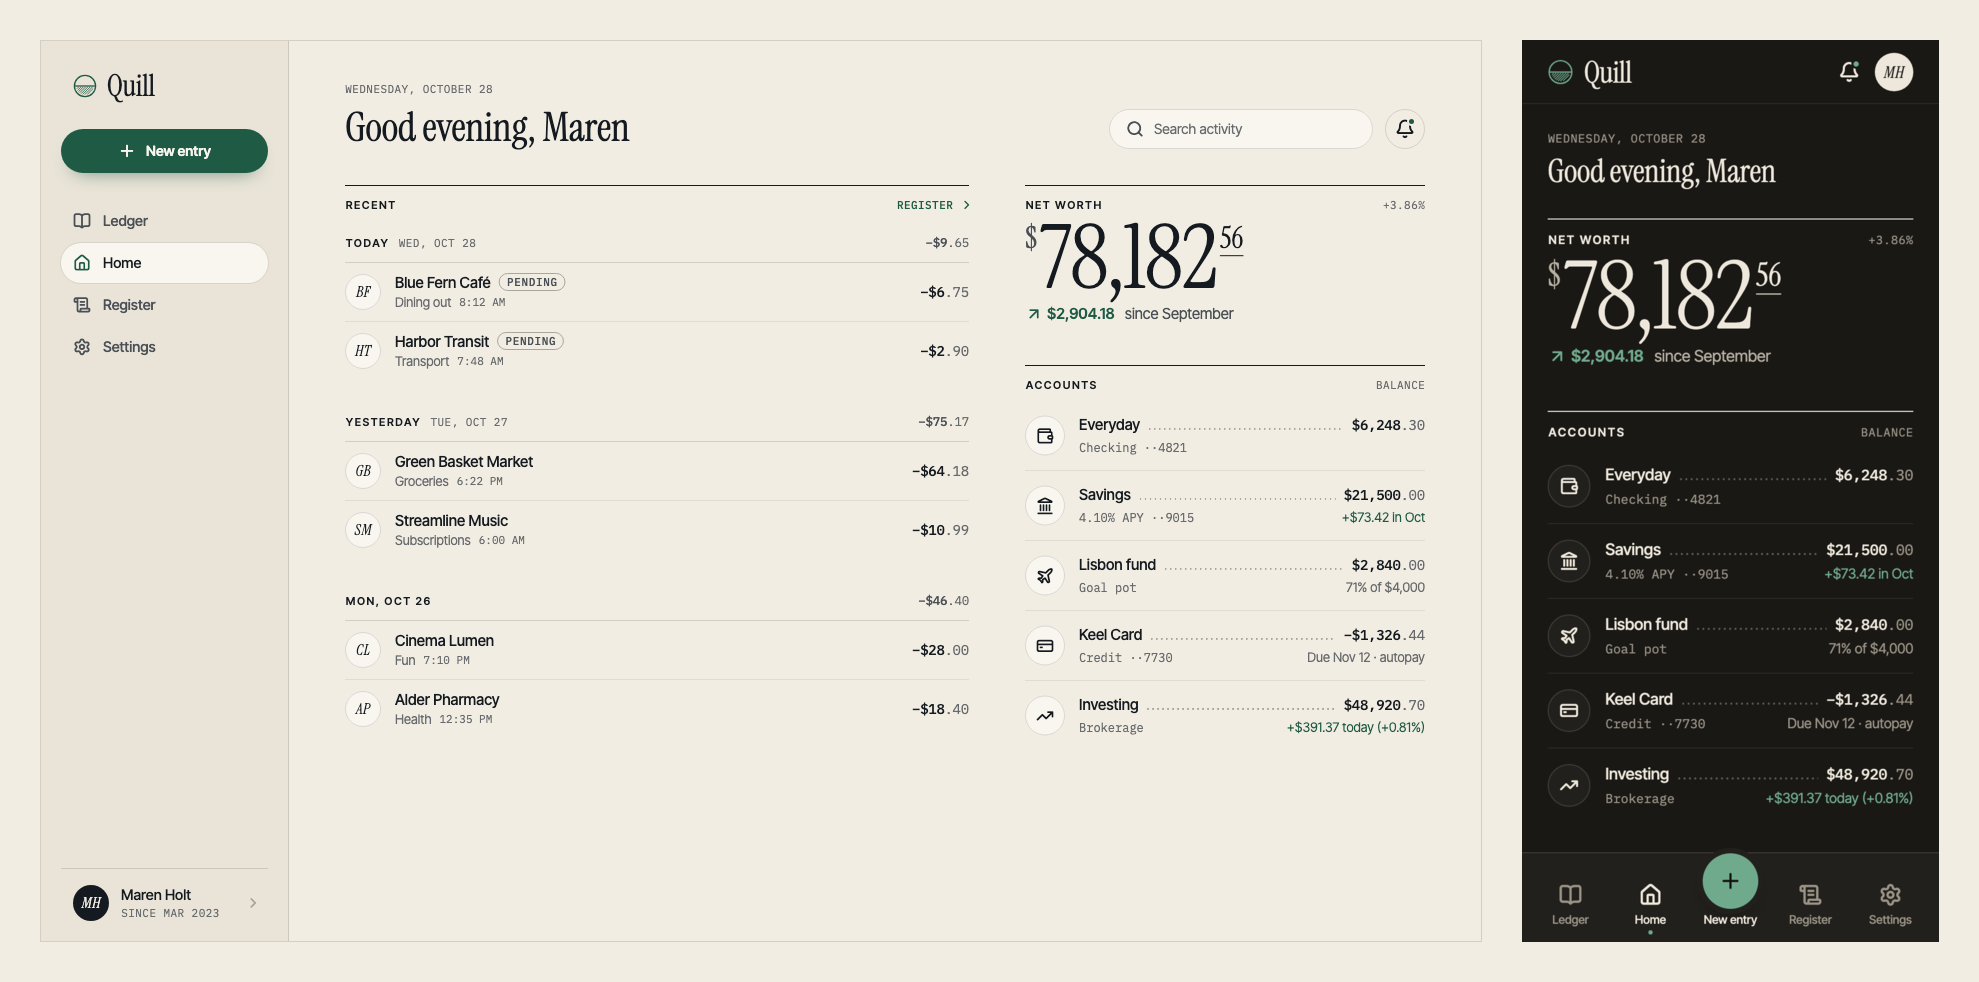 Quill
New entry
Ledger
Home
Register
Settings
MH
Maren Holt
SINCE MAR 2023
WEDNESDAY, OCTOBER 28
Good evening, Maren
Search activity
RECENT REGISTER
TODAY WED, OCT 28 −$9.65
BF Blue Fern Café PENDING −$6.75
Dining out 8:12 AM
HT Harbor Transit PENDING −$2.90
Transport 7:48 AM
YESTERDAY TUE, OCT 27 −$75.17
GB Green Basket Market −$64.18
Groceries 6:22 PM
SM Streamline Music −$10.99
Subscriptions 6:00 AM
MON, OCT 26 −$46.40
CL Cinema Lumen −$28.00
Fun 7:10 PM
AP Alder Pharmacy −$18.40
Health 12:35 PM
NET WORTH +3.86%
$78,182 56
$2,904.18 since September
ACCOUNTS BALANCE
Everyday $6,248.30
Checking ··4821
Savings $21,500.00
4.10% APY ··9015 +$73.42 in Oct
Lisbon fund $2,840.00
Goal pot 71% of $4,000
Keel Card −$1,326.44
Credit ··7730 Due Nov 12 · autopay
Investing $48,920.70
Brokerage +$391.37 today (+0.81%)
Quill MH
WEDNESDAY, OCTOBER 28
Good evening, Maren
NET WORTH +3.86%
$78,182 56
$2,904.18 since September
ACCOUNTS BALANCE
Everyday $6,248.30
Checking ··4821
Savings $21,500.00
4.10% APY ··9015 +$73.42 in Oct
Lisbon fund $2,840.00
Goal pot 71% of $4,000
Keel Card −$1,326.44
Credit ··7730 Due Nov 12 · autopay
Investing $48,920.70
Brokerage +$391.37 today (+0.81%)
Ledger Home New entry Register Settings